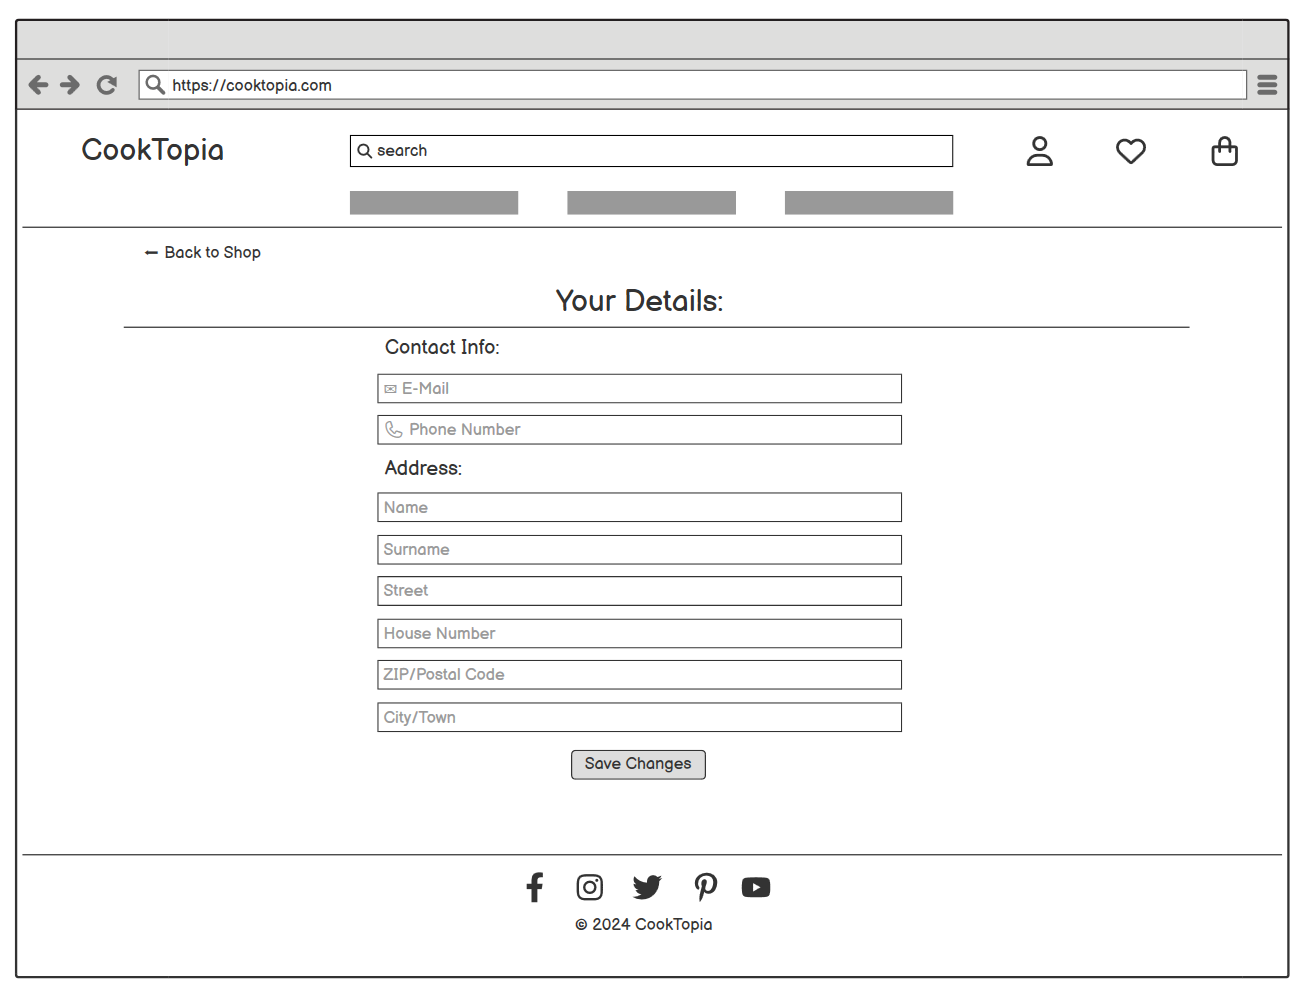 https://cooktopia.com
CookTopia
search
← Back to Shop
Your Details:
Contact Info:
✉ E-Mail
Phone Number
Address:
Name
Surname
Street
House Number
ZIP/Postal Code
City/Town
Save Changes
© 2024 CookTopia